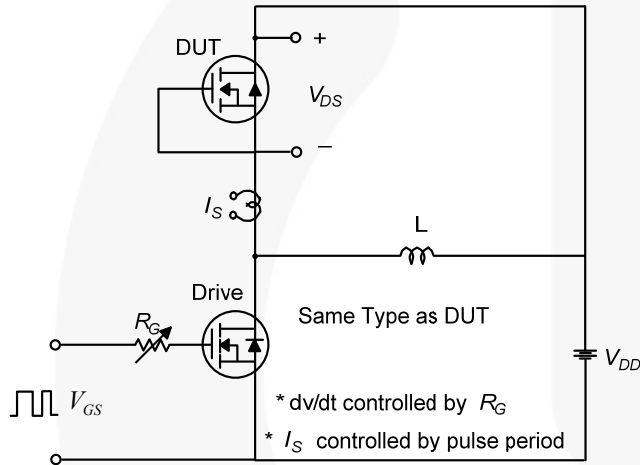 +
DUT
V_DS
−
I_S
L
Drive
R_G
Same Type as DUT
V_GS
V_DD
* dv/dt controlled by R_G
* I_S controlled by pulse period